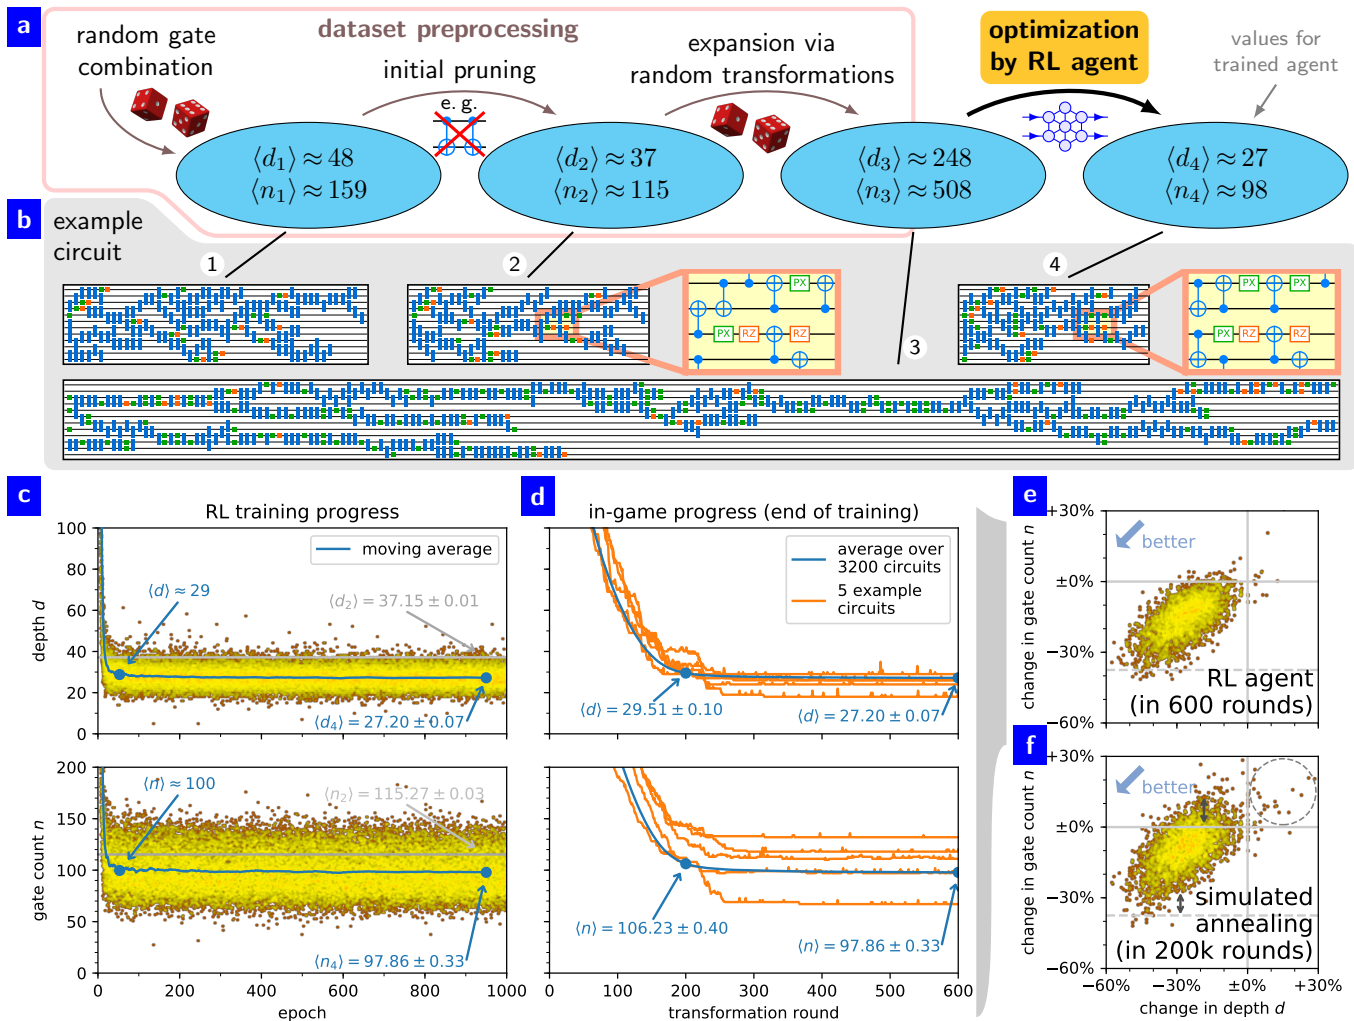 a
random gate
combination
dataset preprocessing
initial pruning
e. g.
expansion via
random transformations
optimization
by RL agent
values for
trained agent
⟨d₁⟩ ≈ 48
⟨n₁⟩ ≈ 159
⟨d₂⟩ ≈ 37
⟨n₂⟩ ≈ 115
⟨d₃⟩ ≈ 248
⟨n₃⟩ ≈ 508
⟨d₄⟩ ≈ 27
⟨n₄⟩ ≈ 98
b
example
circuit
1
2
3
4
PX
PX
RZ
PX
PX
PX
RZ
RZ
c
RL training progress
moving average
⟨d⟩ ≈ 29
⟨d₂⟩ = 37.15 ± 0.01
⟨d₄⟩ = 27.20 ± 0.07
depth d
100
80
60
40
20
0
⟨n⟩ ≈ 100
⟨n₂⟩ = 115.27 ± 0.03
⟨n₄⟩ = 97.86 ± 0.33
gate count n
200
150
100
50
0
0
200
400
600
800
1000
epoch
d
in-game progress (end of training)
average over
3200 circuits
5 example
circuits
⟨d⟩ = 29.51 ± 0.10
⟨d⟩ = 27.20 ± 0.07
⟨n⟩ = 106.23 ± 0.40
⟨n⟩ = 97.86 ± 0.33
0
100
200
300
400
500
600
transformation round
e
+30%
±0%
−30%
−60%
change in gate count n
better
RL agent
(in 600 rounds)
f
+30%
±0%
−30%
−60%
change in gate count n
better
simulated
annealing
(in 200k rounds)
−60%
−30%
±0%
+30%
change in depth d